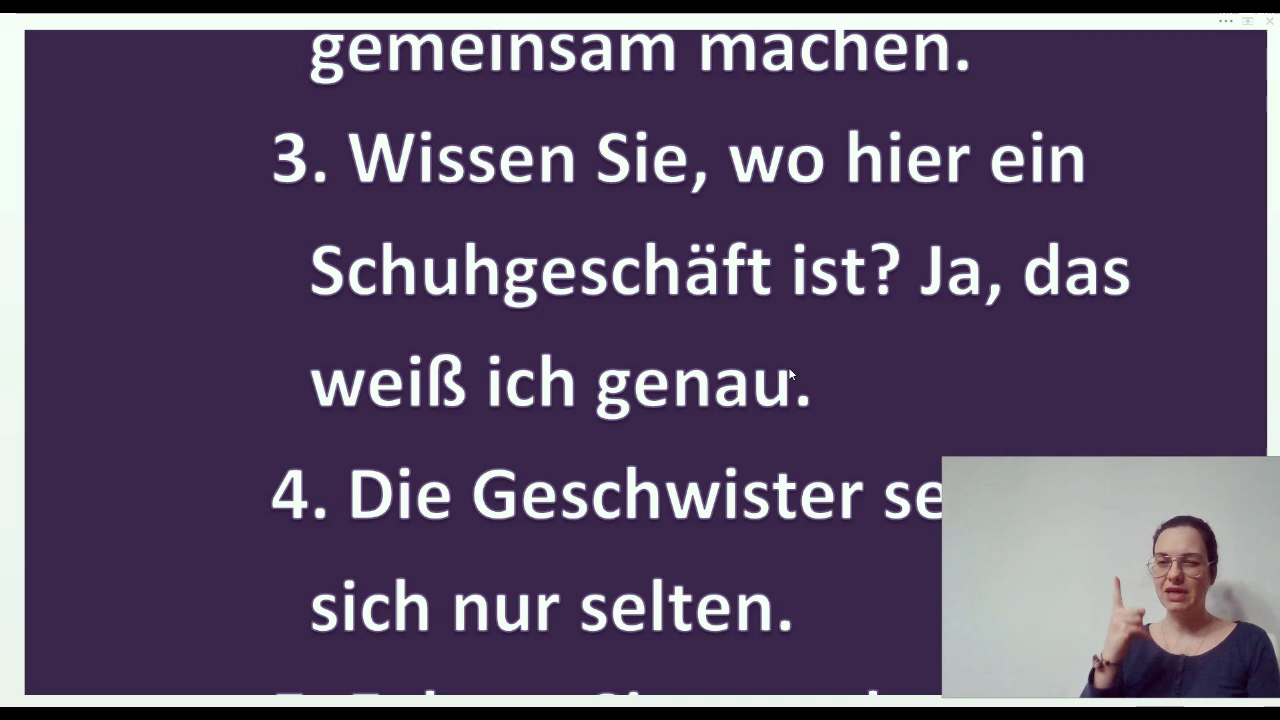 gemeinsam machen.
3. Wissen Sie, wo hier ein
Schuhgeschäft ist? Ja, das
weiß ich genau.
4. Die Geschwister se
sich nur selten.